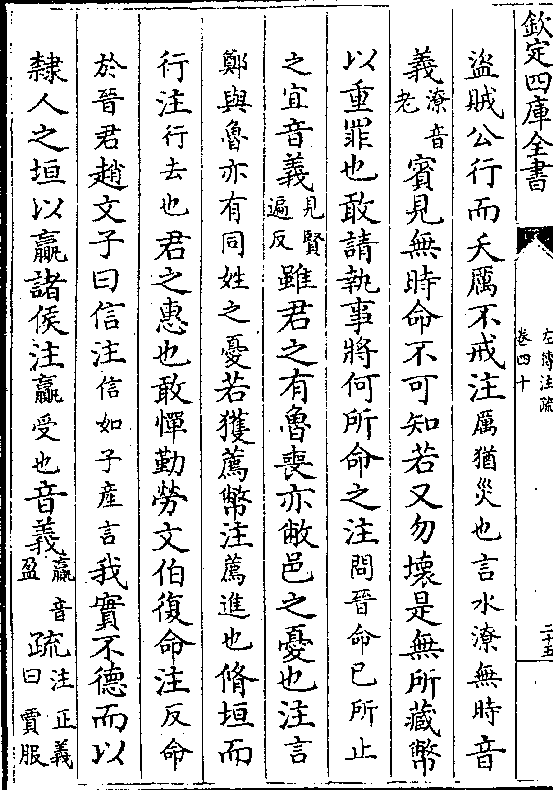 欽定四庫全書
左傳注疏
卷四十
二十五
盜賊公行而夭厲不戒注厲猶災也言水潦無時音
義潦音老賓見無時命不可知若又勿壞是無所藏幣
以重罪也敢請執事將何所命之注問晉命已所止
之宜音義見賢遍反雖君之有魯喪亦敝邑之憂也注言
鄭與魯亦有同姓之憂若獲薦幣注薦進也脩垣而
行注行去也君之惠也敢憚勤勞文伯復命注反命
於晉君趙文子曰信注信如子產言我實不德而以
隸人之垣以贏諸侯注贏受也音義贏音盈疏注正義曰賈服